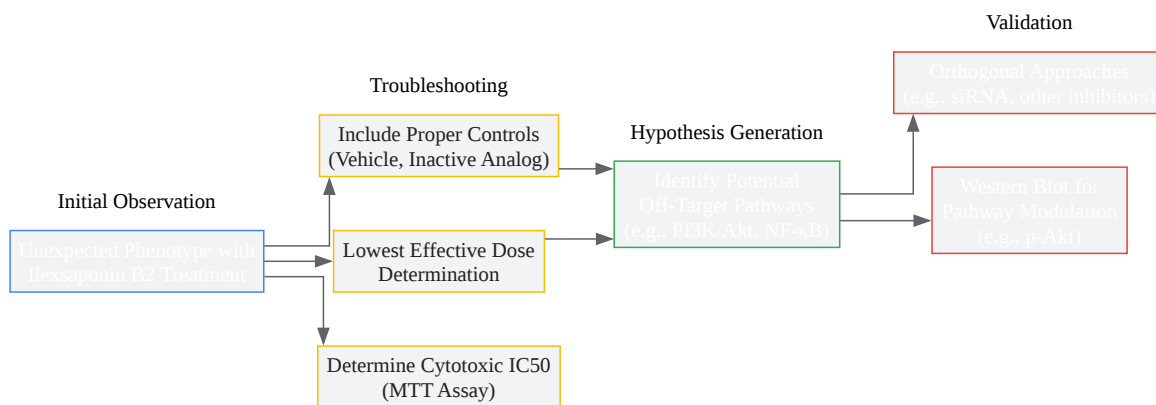 Initial Observation
Unexpected Phenotype with
Ilexsaponin B2 Treatment
Troubleshooting
Include Proper Controls
(Vehicle, Inactive Analog)
Lowest Effective Dose
Determination
Determine Cytotoxic IC50
(MTT Assay)
Hypothesis Generation
Identify Potential
Off-Target Pathways
(e.g., PI3K/Akt, NF-κB)
Validation
Orthogonal Approaches
(e.g., siRNA, other inhibitors)
Western Blot for
Pathway Modulation
(e.g., p-Akt)